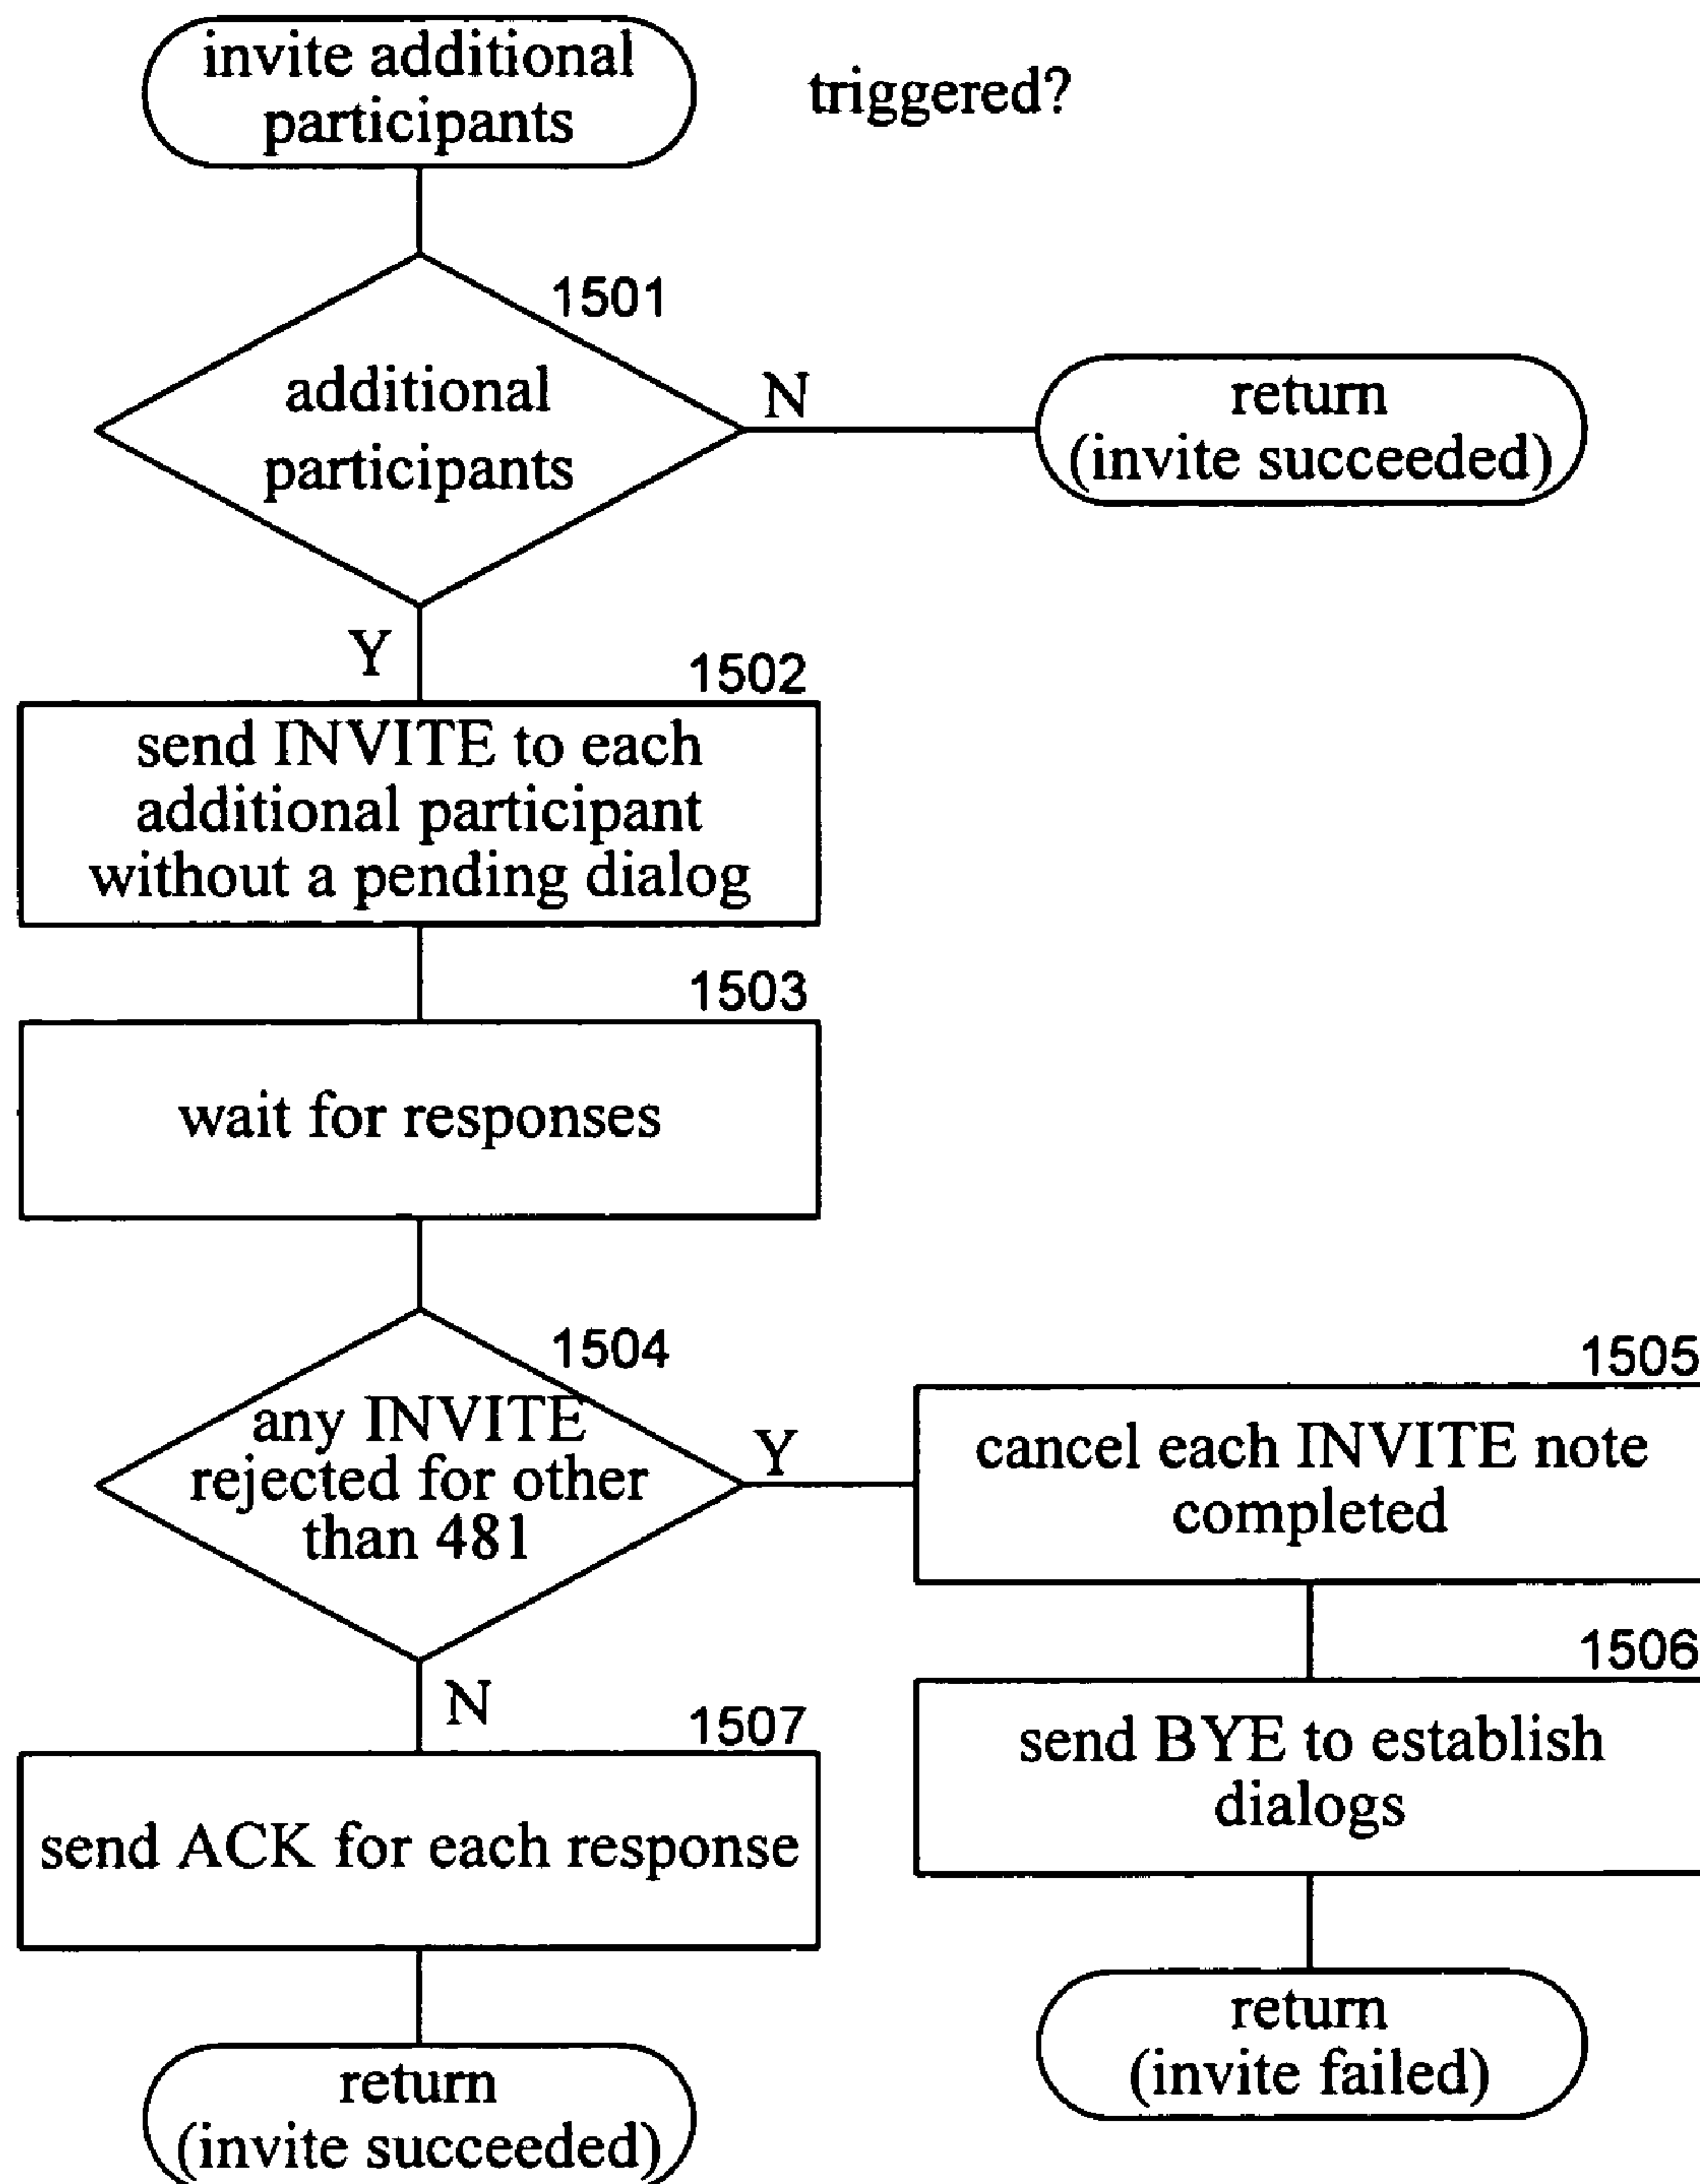 invite additional
participants
triggered?
1501
additional
participants
N
return
(invite succeeded)
Y
1502
send INVITE to each
additional participant
without a pending dialog
1503
wait for responses
1504
any INVITE
rejected for other
than 481
Y
1505
cancel each INVITE note
completed
1506
send BYE to establish
dialogs
return
(invite failed)
N
1507
send ACK for each response
return
(invite succeeded)